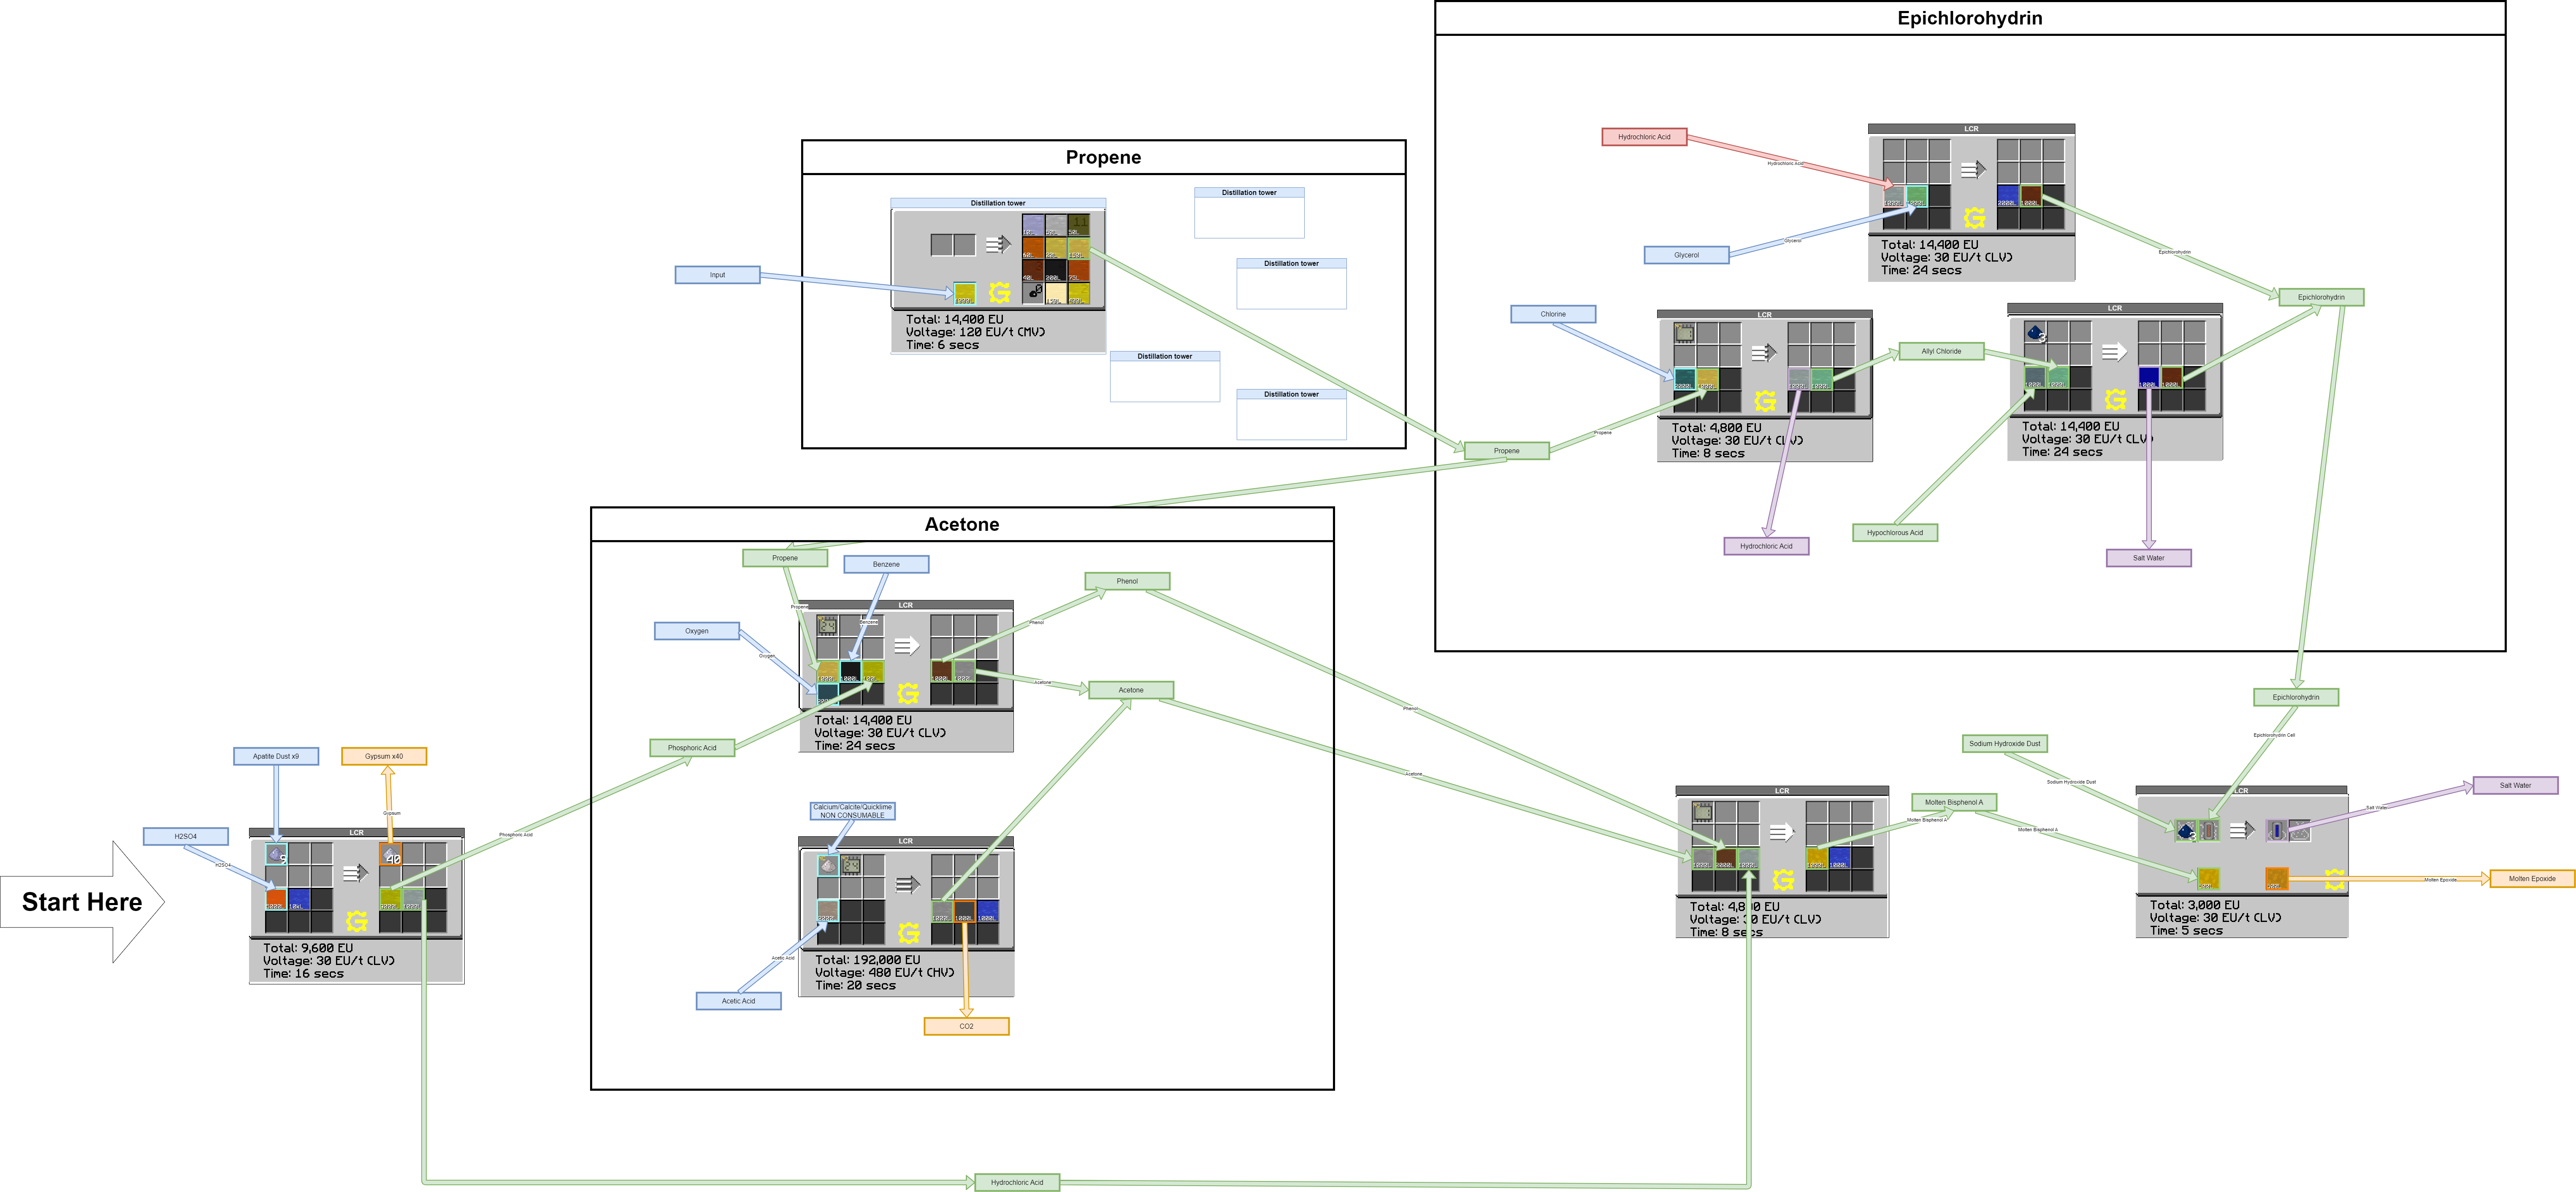 Epichlorohydrin
Hydrochloric Acid
Hydrochloric Acid
Glycerol
Glycerol
LCR
Total: 14,400 EU
Voltage: 30 EU/t (LV)
Time: 24 secs
Epichlorohydrin
Epichlorohydrin
Chlorine
LCR
Total: 4,800 EU
Voltage: 30 EU/t (LV)
Time: 8 secs
Allyl Chloride
LCR
3
Total: 14,400 EU
Voltage: 30 EU/t (LV)
Time: 24 secs
Propene
Propene
Hydrochloric Acid
Hypochlorous Acid
Salt Water
Propene
Distillation tower
Total: 14,400 EU
Voltage: 120 EU/t (MV)
Time: 6 secs
Input
Distillation tower
Distillation tower
Distillation tower
Distillation tower
Acetone
Propene
Propene
Benzene
Benzene
Oxygen
Oxygen
LCR
24
Total: 14,400 EU
Voltage: 30 EU/t (LV)
Time: 24 secs
Phenol
Phenol
Acetone
Acetone
Phosphoric Acid
Calcium/Calcite/Quicklime
NON CONSUMABLE
LCR
24
Total: 192,000 EU
Voltage: 480 EU/t (HV)
Time: 20 secs
Acetic Acid
Acetic Acid
CO2
Start Here
Apatite Dust x9
Gypsum x40
Gypsum
H2SO4
H2SO4
LCR
9
40
Total: 9,600 EU
Voltage: 30 EU/t (LV)
Time: 16 secs
Phosphoric Acid
Hydrochloric Acid
Phenol
Acetone
LCR
Total: 4,800 EU
Voltage: 30 EU/t (LV)
Time: 8 secs
Molten Bisphenol A
Molten Bisphenol A
Molten Bisphenol A
Sodium Hydroxide Dust
Sodium Hydroxide Dust
Epichlorohydrin
Epichlorohydrin Cell
LCR
3
Total: 3,000 EU
Voltage: 30 EU/t (LV)
Time: 5 secs
Salt Water
Salt Water
Molten Epoxide
Molten Epoxide